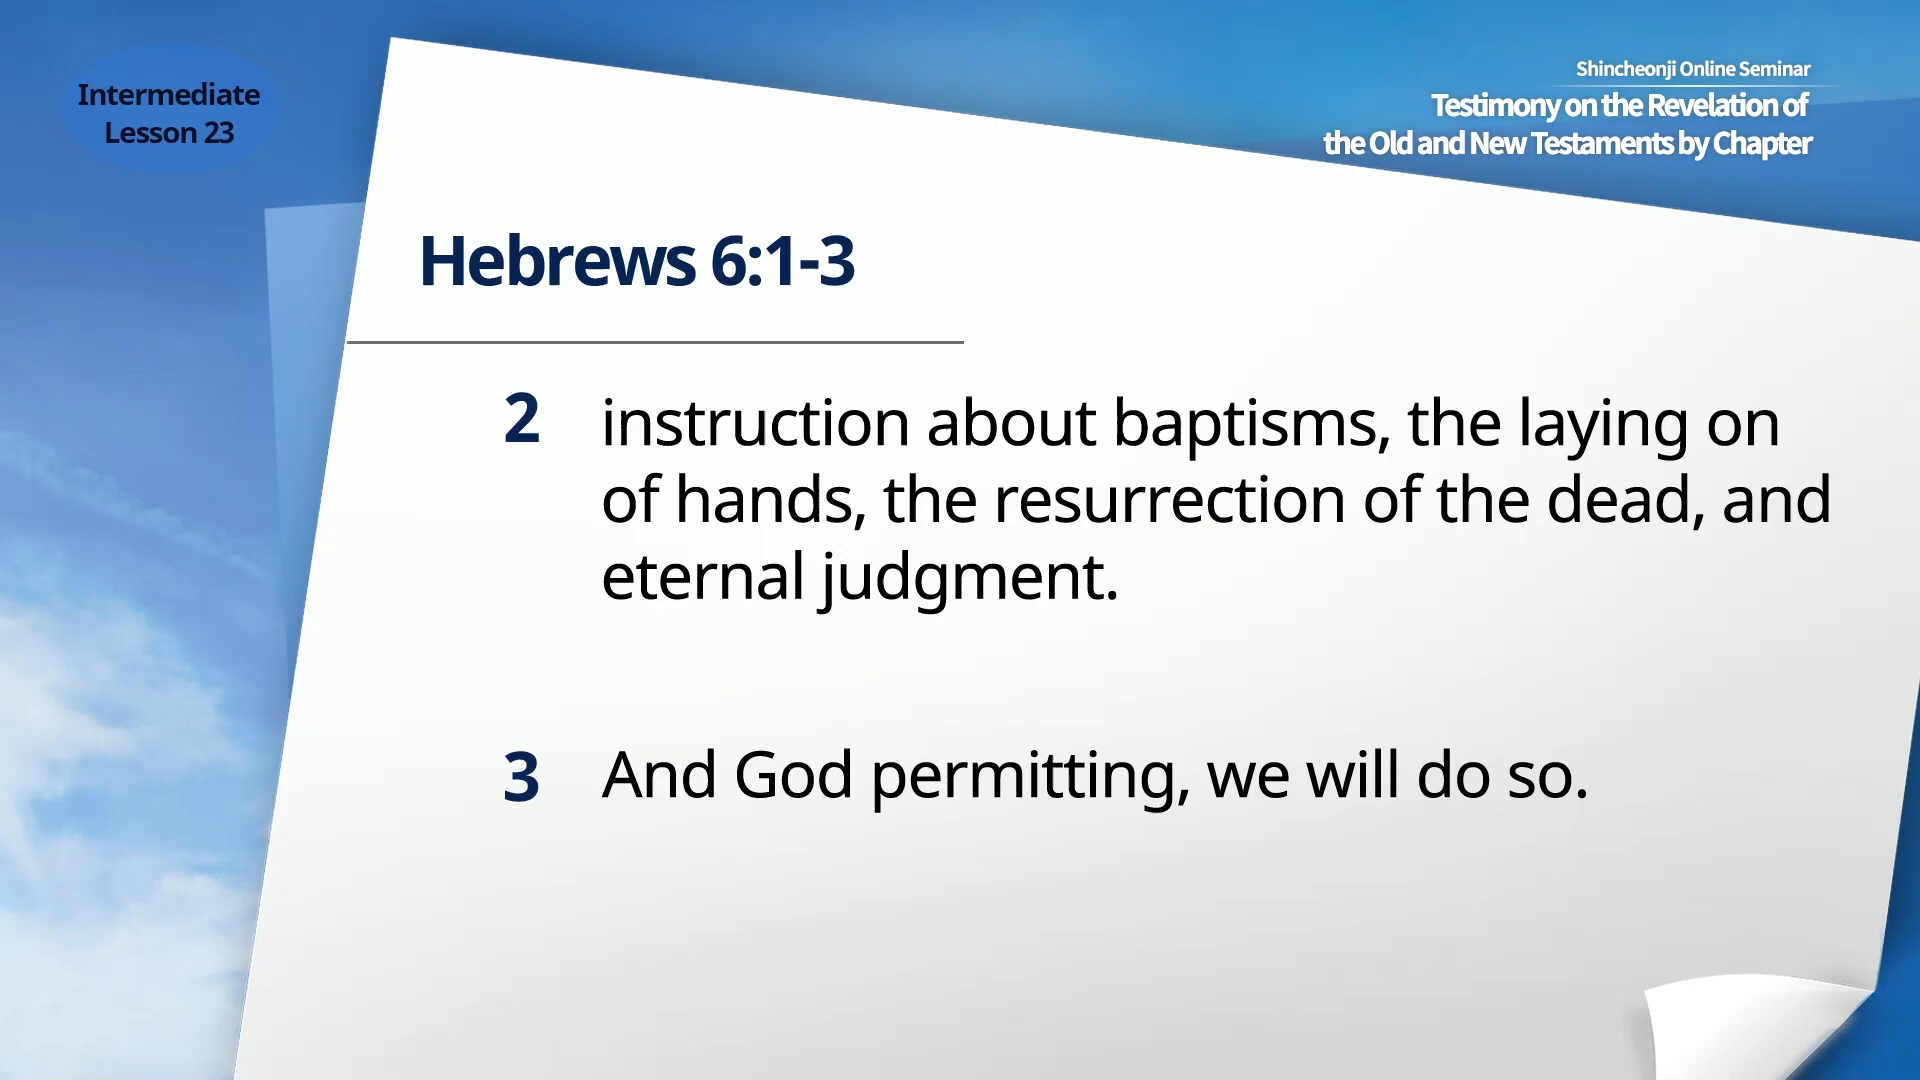 Intermediate
Lesson 23
Shincheonji Online Seminar
Testimony on the Revelation of
the Old and New Testaments by Chapter
Hebrews 6:1-3
2 instruction about baptisms, the laying on
of hands, the resurrection of the dead, and
eternal judgment.
3 And God permitting, we will do so.